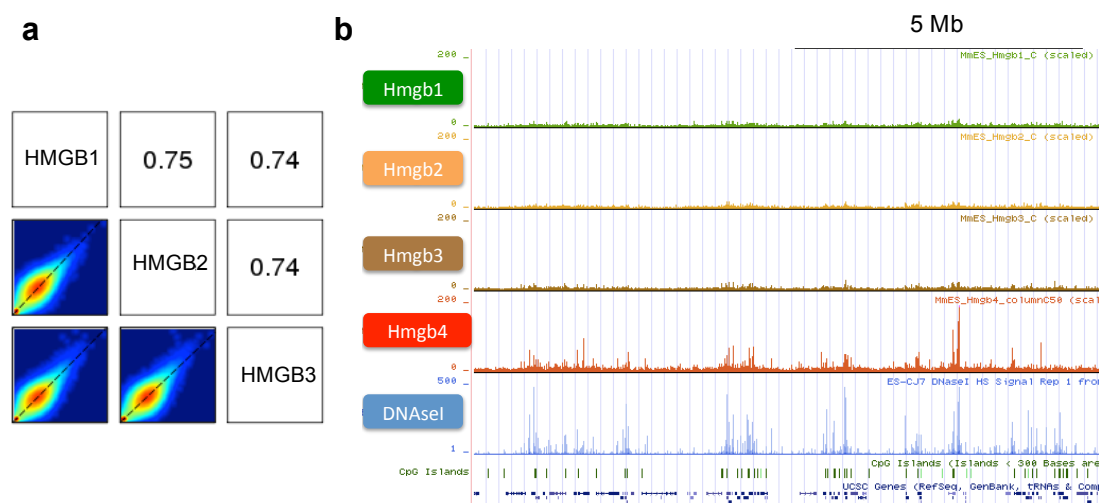 a
HMGB1
0.75
0.74
HMGB2
0.74
HMGB3
b
5 Mb
200
MmES_Hmgb1_C (scaled)
Hmgb1
0
200
MmES_Hmgb2_C (scaled)
Hmgb2
0
200
MmES_Hmgb3_C (scaled)
Hmgb3
0
200
MmES_Hmgb4_columnC50 (scal
Hmgb4
0
500
ES-CJ7 DNaseI HS Signal Rep 1 fro
DNAseI
1
CpG Islands (Islands < 300 Bases are
CpG Islands
UCSC Genes (RefSeq, GenBank, tRNAs & Comp